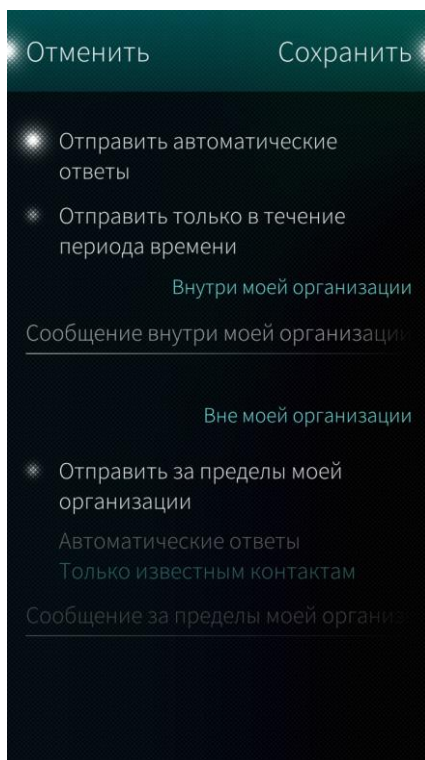 Отменить Сохранить
Отправить автоматические
ответы
Отправить только в течение
периода времени
Внутри моей организации
Сообщение внутри моей организации
Вне моей организации
Отправить за пределы моей
организации
Автоматические ответы
Только известным контактам
Сообщение за пределы моей органи